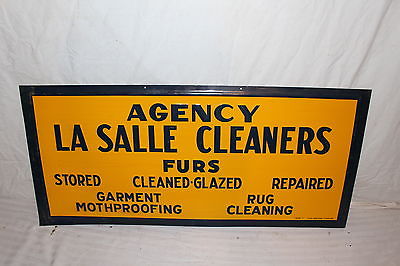 AGENCY
LA SALLE CLEANERS
FURS
STORED CLEANED-GLAZED REPAIRED
GARMENT RUG
MOTHPROOFING CLEANING